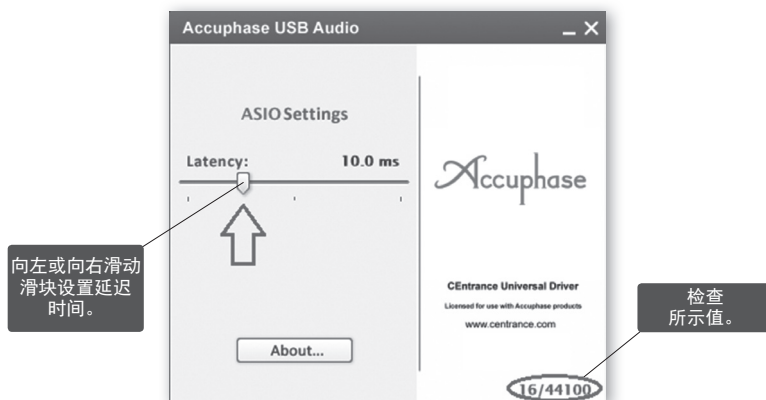 Accuphase USB Audio
ASIO Settings
Latency: 10.0 ms
向左或向右滑动
滑块设置延迟
时间。
About...
Accuphase
CEntrance Universal Driver
Licensed for use with Accuphase products
www.centrance.com
检查
所示值。
16/44100